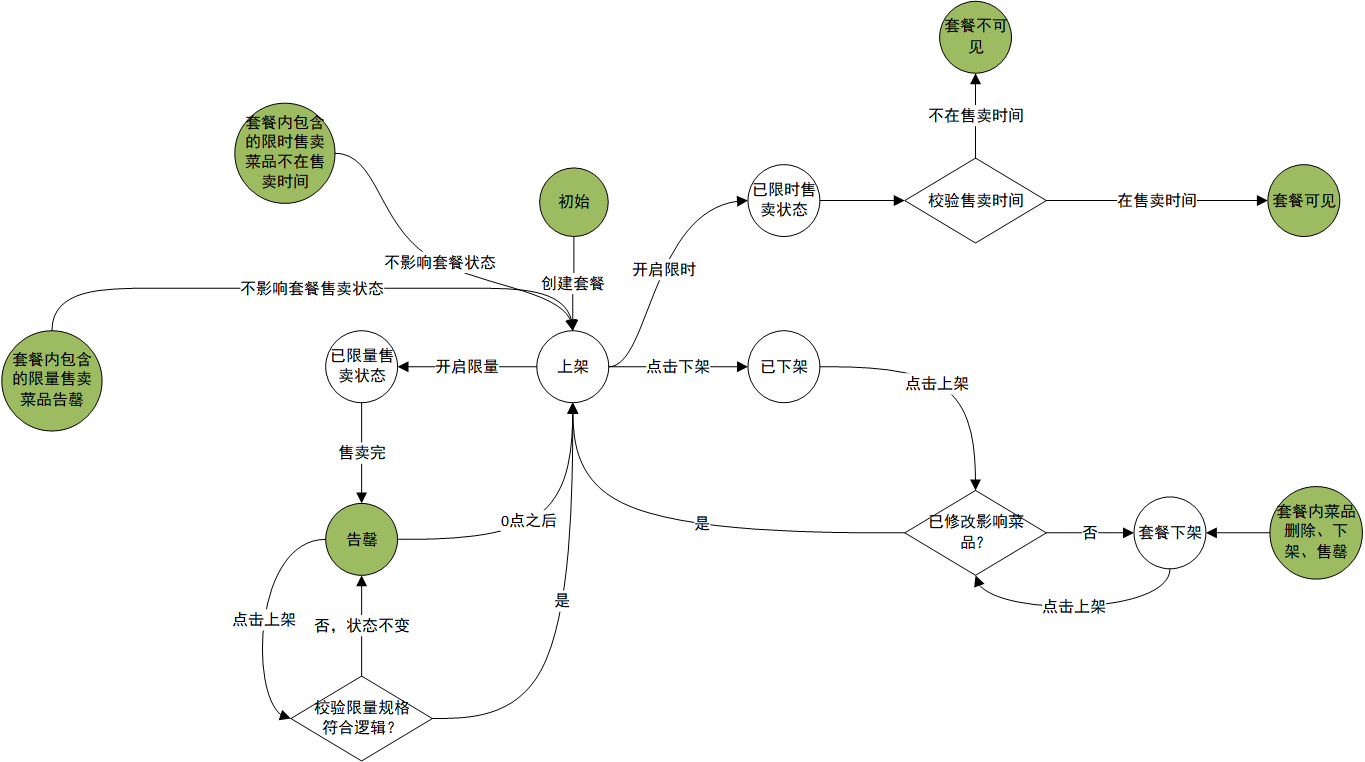 套餐不可
见
不在售卖时间
套餐内包含
的限时售卖
菜品不在售
卖时间
初始
已限时售
卖状态
校验售卖时间
在售卖时间
套餐可见
不影响套餐状态
开启限时
创建套餐
不影响套餐售卖状态
套餐内包含
的限量售卖
菜品告罄
已限量售
卖状态
开启限量
上架
点击下架
已下架
点击上架
售卖完
告罄
0点之后
是
已修改影响菜
品?
否
套餐下架
套餐内菜品
删除、下
架、售罄
点击上架
点击上架
否，状态不变
是
校验限量规格
符合逻辑?